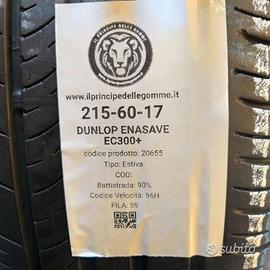 IL PRINCIPE DELLE GOMME
www.ilprincipedellegomme.it
215-60-17
DUNLOP ENASAVE
EC300+
codice prodotto: 20655
Tipo: Estiva
COD:
Battistrada: 90%
Codice Velocità: 96H
FILA: 59
subito